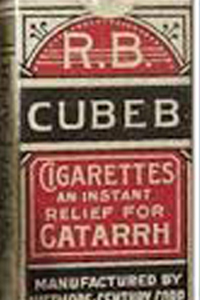 R.B.
CUBEB
CIGARETTES
AN INSTANT
RELIEF FOR
CATARRH
MANUFACTURED BY